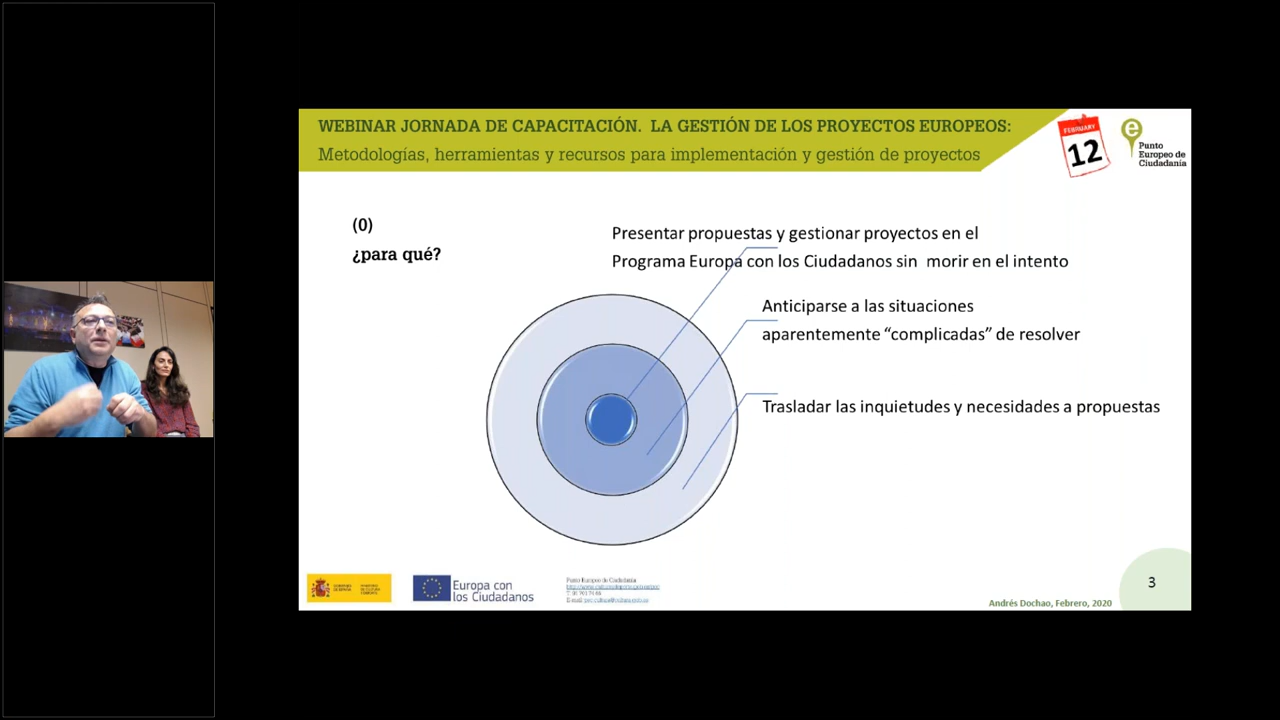 WEBINAR JORNADA DE CAPACITACIÓN. LA GESTIÓN DE LOS PROYECTOS EUROPEOS:
Metodologías, herramientas y recursos para implementación y gestión de proyectos
FEBRUARY
12
e
Punto
Europeo de
Ciudadanía
(0)
¿para qué?
Presentar propuestas y gestionar proyectos en el
Programa Europa con los Ciudadanos sin morir en el intento
Anticiparse a las situaciones
aparentemente “complicadas” de resolver
Trasladar las inquietudes y necesidades a propuestas
Europa con
los Ciudadanos
Punto Europeo de Ciudadanía
Andrés Dochao, Febrero, 2020
3